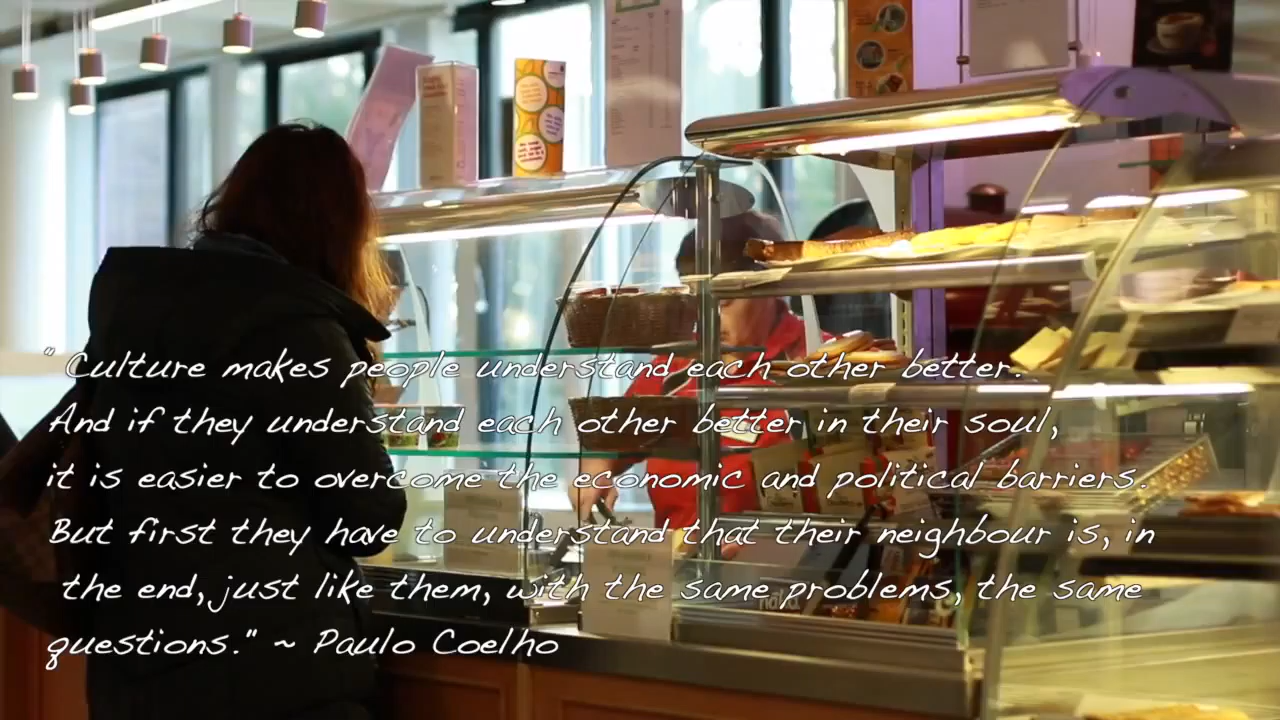 " Culture makes people understand each other better.
And if they understand each other better in their soul,
it is easier to overcome the economic and political barriers.
But first they have to understand that their neighbour is, in
the end, just like them, with the same problems, the same
questions." ~ Paulo Coelho